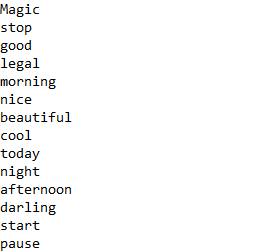 Magic
stop
good
legal
morning
nice
beautiful
cool
today
night
afternoon
darling
start
pause